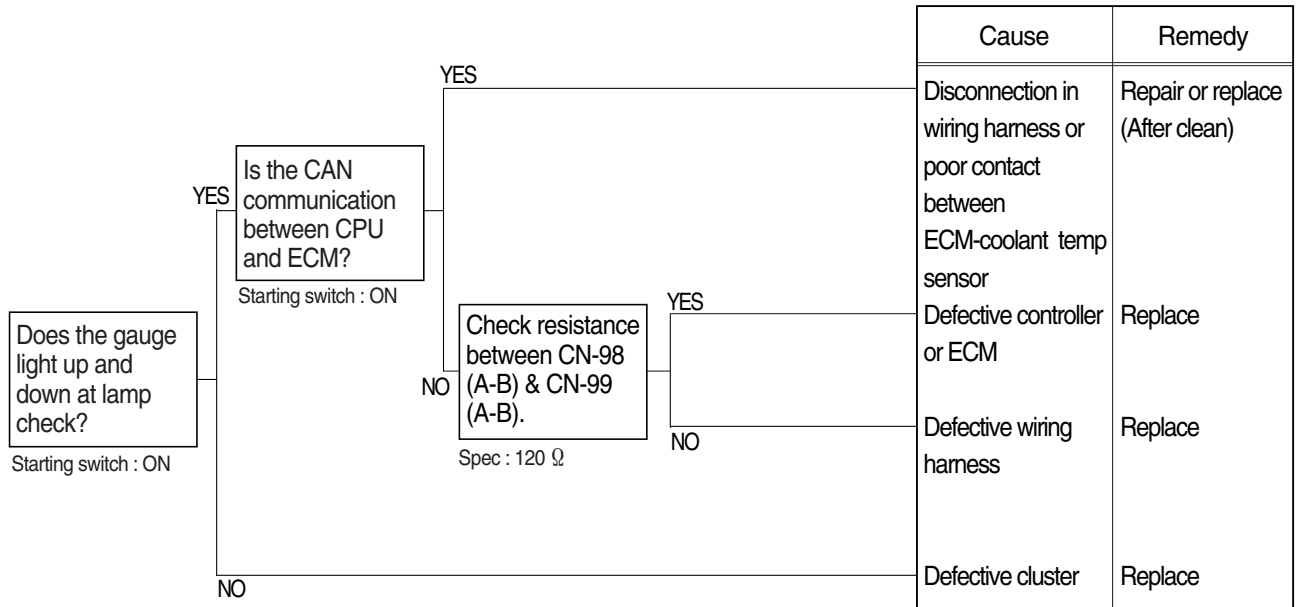 Cause
Remedy
YES
Disconnection in
wiring harness or
poor contact
between
ECM-coolant temp
sensor
Repair or replace
(After clean)
YES
Is the CAN
communication
between CPU
and ECM?
Starting switch : ON
Does the gauge
light up and
down at lamp
check?
Starting switch : ON
NO
Check resistance
between CN-98
(A-B) & CN-99
(A-B).
Spec : 120 Ω
YES
Defective controller
or ECM
Replace
NO
Defective wiring
harness
Replace
NO
Defective cluster
Replace